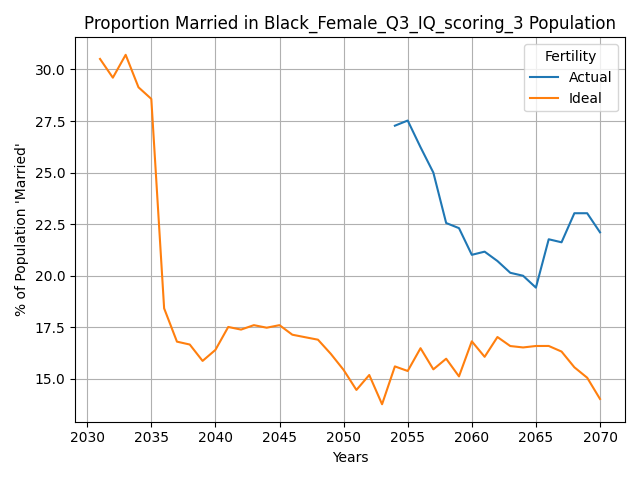 Proportion Married in Black_Female_Q3_IQ_scoring_3 Population
Fertility
Actual
Ideal
% of Population 'Married'
30.0
27.5
25.0
22.5
20.0
17.5
15.0
2030 2035 2040 2045 2050 2055 2060 2065 2070
Years